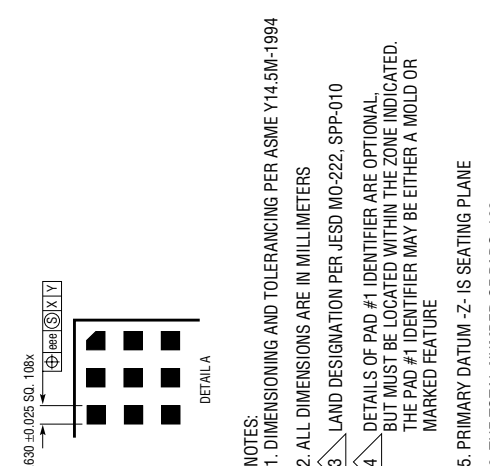 630 ±0.025 SQ. 108x
eee Ⓢ X Y
DETAIL A
NOTES:
1. DIMENSIONING AND TOLERANCING PER ASME Y14.5M-1994
2. ALL DIMENSIONS ARE IN MILLIMETERS
3 LAND DESIGNATION PER JESD MO-222, SPP-010
4 DETAILS OF PAD #1 IDENTIFIER ARE OPTIONAL,
BUT MUST BE LOCATED WITHIN THE ZONE INDICATED.
THE PAD #1 IDENTIFIER MAY BE EITHER A MOLD OR
MARKED FEATURE
5. PRIMARY DATUM -Z- IS SEATING PLANE